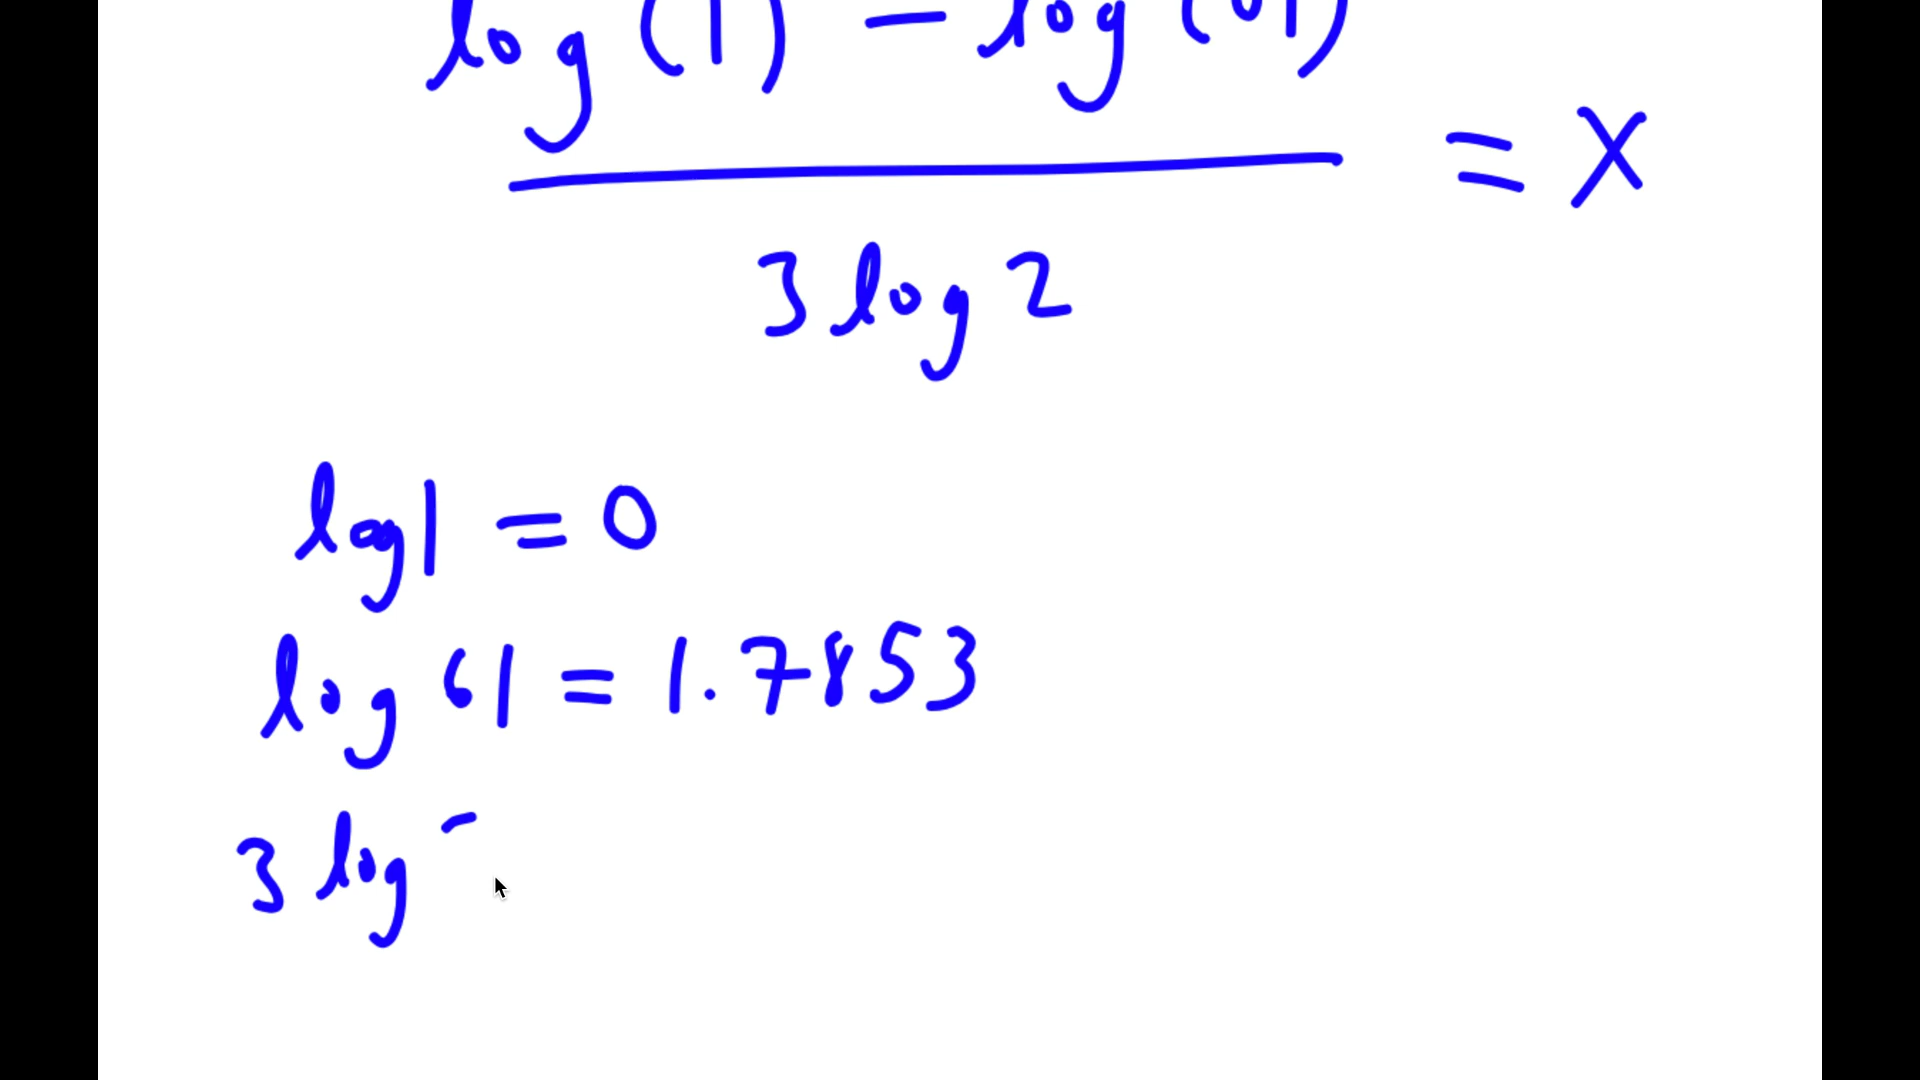 log(1) - log(61)
= X
3 log 2
log 1 = 0
log 61 = 1.7853
3 log